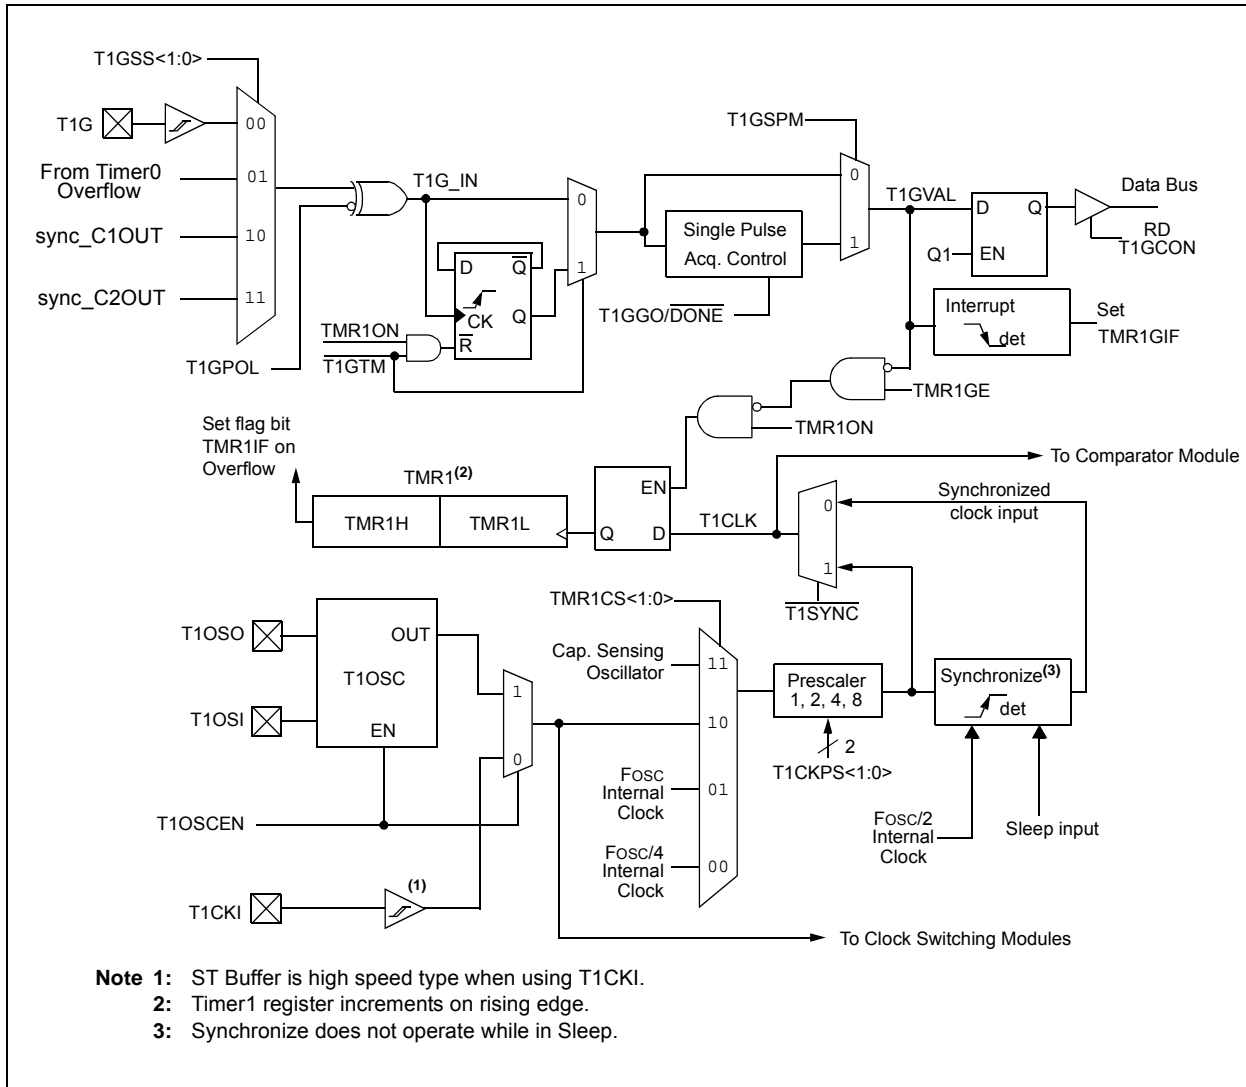 T1GSS<1:0>
T1G
00
From Timer0
Overflow
01
sync_C1OUT
10
sync_C2OUT
11
T1GPOL
T1G_IN
0
1
D
Q
CK
Q
R
TMR1ON
T1GTM
T1GSPM
0
1
Single Pulse
Acq. Control
T1GGO/DONE
T1GVAL
D
Q
Q1
EN
Data Bus
RD
T1GCON
Interrupt
det
Set
TMR1GIF
TMR1GE
TMR1ON
Set flag bit
TMR1IF on
Overflow
TMR1(2)
TMR1H
TMR1L
EN
Q
D
T1CLK
To Comparator Module
0
1
Synchronized
clock input
T1SYNC
TMR1CS<1:0>
T1OSO
OUT
T1OSC
T1OSI
EN
1
0
T1OSCEN
T1CKI
(1)
Cap. Sensing
Oscillator
11
10
FOSC
Internal
Clock
01
FOSC/4
Internal
Clock
00
Prescaler
1, 2, 4, 8
2
T1CKPS<1:0>
Synchronize(3)
det
FOSC/2
Internal
Clock
Sleep input
To Clock Switching Modules
Note 1: ST Buffer is high speed type when using T1CKI.
2: Timer1 register increments on rising edge.
3: Synchronize does not operate while in Sleep.